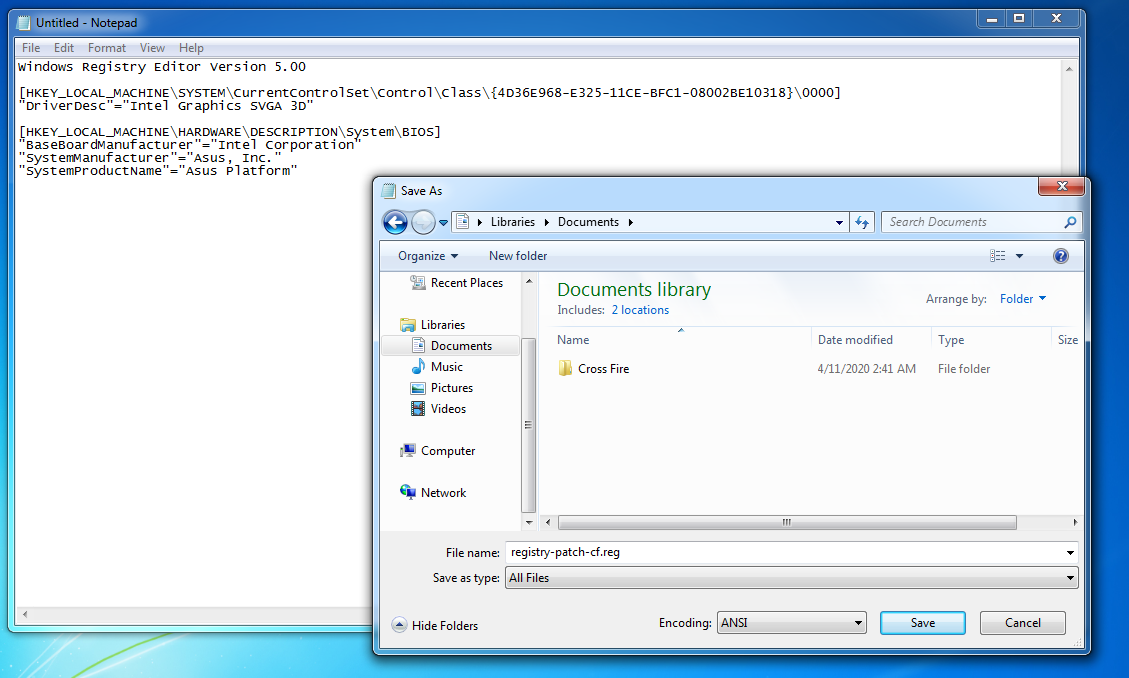 Untitled - Notepad
File Edit Format View Help
Windows Registry Editor Version 5.00
[HKEY_LOCAL_MACHINE\SYSTEM\CurrentControlSet\Control\Class\{4D36E968-E325-11CE-BFC1-08002BE10318}\0000]
"DriverDesc"="Intel Graphics SVGA 3D"
[HKEY_LOCAL_MACHINE\HARDWARE\DESCRIPTION\System\BIOS]
"BaseBoardManufacturer"="Intel Corporation"
"SystemManufacturer"="Asus, Inc."
"SystemProductName"="Asus Platform"
Save As
Libraries Documents
Search Documents
Organize New folder
Recent Places
Libraries
Documents
Music
Pictures
Videos
Computer
Network
Documents library
Includes: 2 locations
Arrange by: Folder
Name Date modified Type Size
Cross Fire 4/11/2020 2:41 AM File folder
File name: registry-patch-cf.reg
Save as type: All Files
Hide Folders
Encoding: ANSI
Save
Cancel